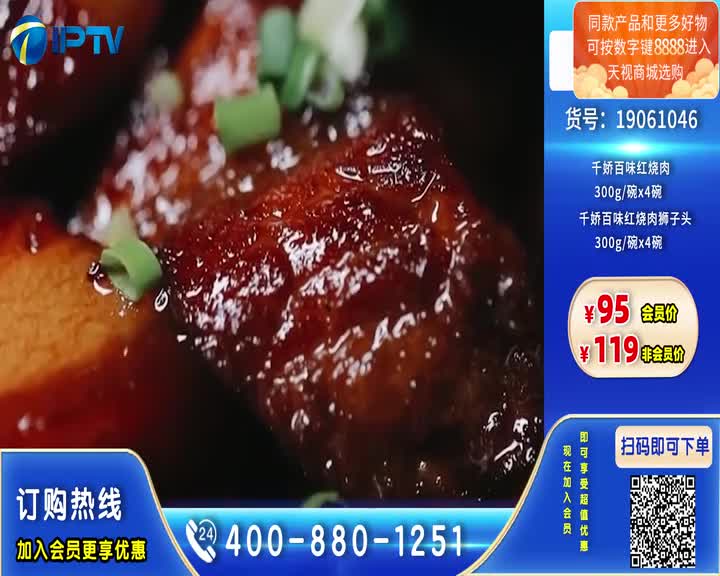 IPTV
同款产品和更多好物
可按数字键8888进入
天视商城选购
货号：19061046
千娇百味红烧肉
300g/碗x4碗
千娇百味红烧肉狮子头
300g/碗x4碗
¥95 会员价
¥119 非会员价
扫码即可下单
现在加入会员
即可享受超值优惠
订购热线
加入会员更享优惠
24
400-880-1251